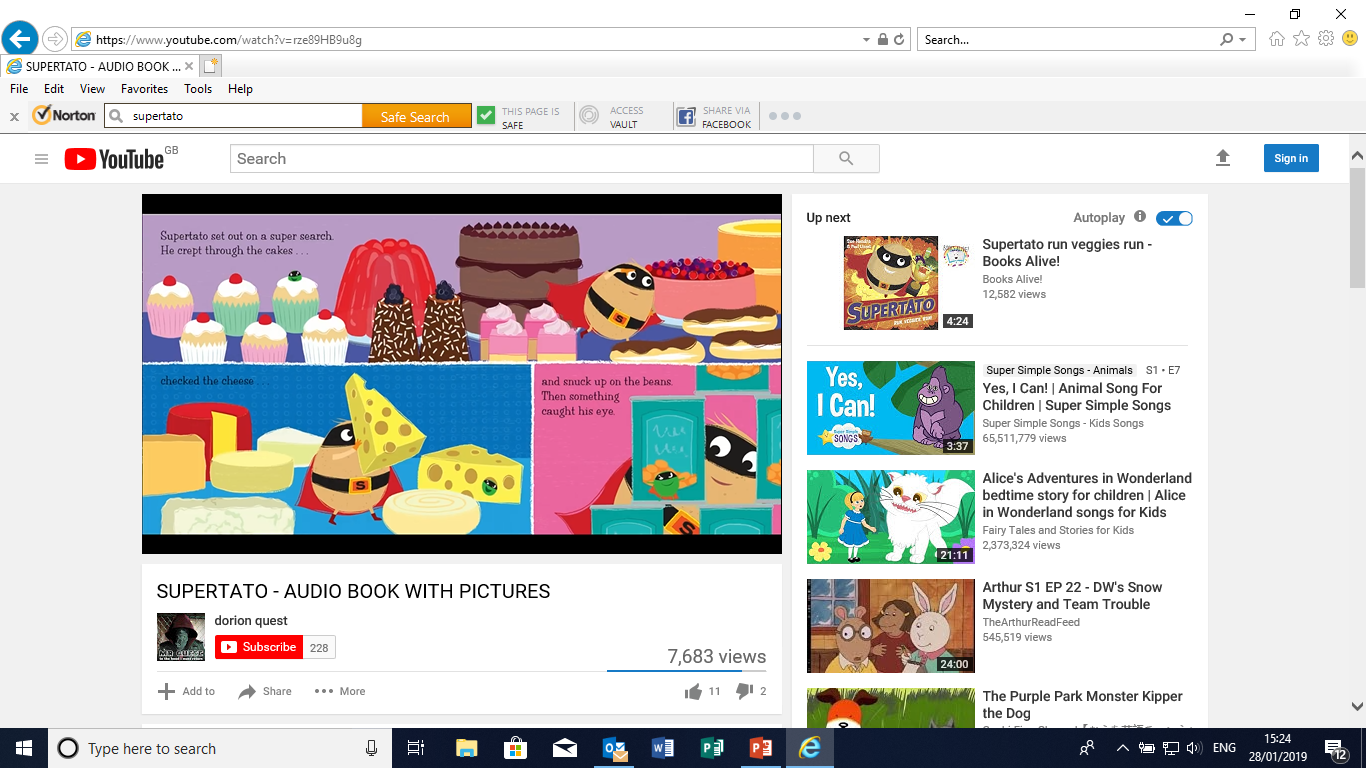 https://www.youtube.com/watch?v=rze89HB9u8g
Search...
SUPERTATO - AUDIO BOOK ...
File Edit View Favorites Tools Help
x Norton supertato Safe Search
THIS PAGE IS
SAFE
ACCESS
VAULT
SHARE VIA
FACEBOOK
YouTube GB
Search
Sign in
Supertato set out on a super search.
He crept through the cakes . . .
checked the cheese . . .
and snuck up on the beans.
Then something
caught his eye.
S
S
SUPERTATO - AUDIO BOOK WITH PICTURES
dorion quest
Subscribe 228
7,683 views
Add to Share More 11 2
Up next Autoplay
SUPERTATO
4:24
Supertato run veggies run -
Books Alive!
Books Alive!
12,582 views
Yes,
I Can!
Super Simple
SONGS
3:37
Super Simple Songs - Animals S1 • E7
Yes, I Can! | Animal Song For
Children | Super Simple Songs
Super Simple Songs - Kids Songs
65,511,779 views
21:11
Alice's Adventures in Wonderland
bedtime story for children | Alice
in Wonderland songs for Kids
Fairy Tales and Stories for Kids
2,373,324 views
24:00
Arthur S1 EP 22 - DW's Snow
Mystery and Team Trouble
TheArthurReadFeed
545,519 views
The Purple Park Monster Kipper
the Dog
Type here to search
ENG
15:24
28/01/2019
12